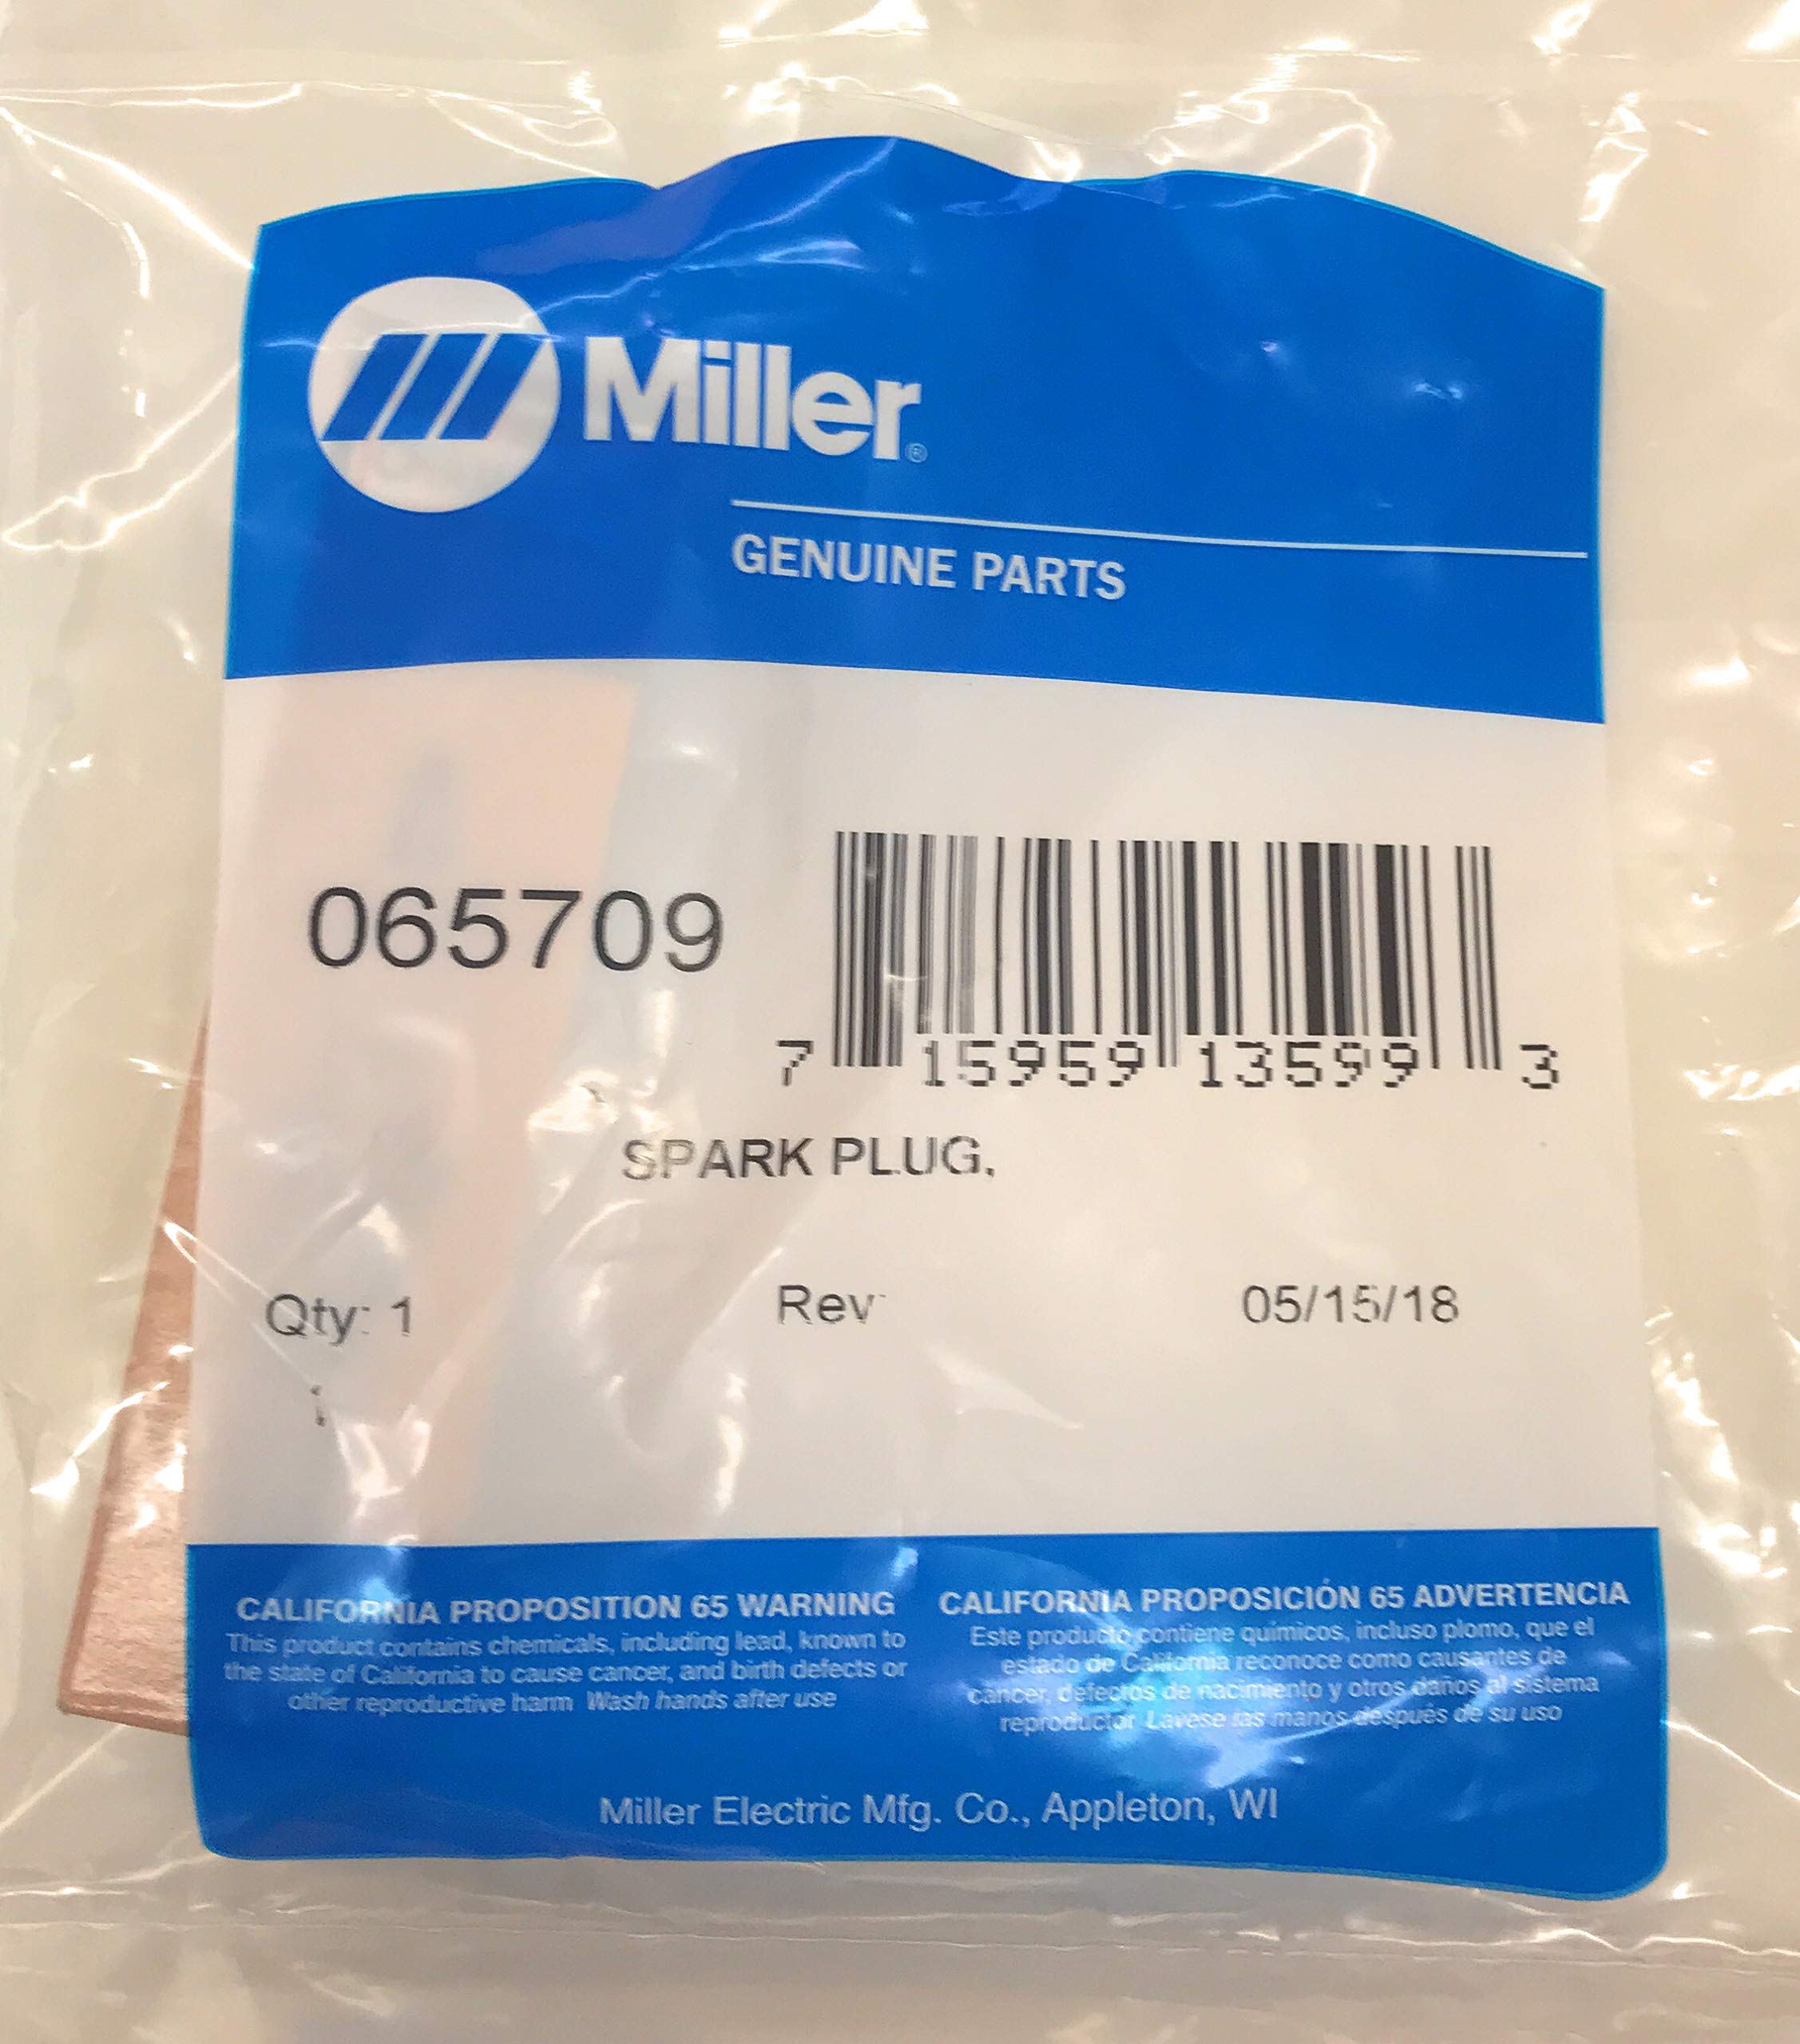 Miller®
GENUINE PARTS
065709
7 15959 13599 3
SPARK PLUG,
Qty: 1
Rev
05/15/18
1
CALIFORNIA PROPOSITION 65 WARNING
This product contains chemicals, including lead, known to
the state of California to cause cancer, and birth defects or
other reproductive harm Wash hands after use
CALIFORNIA PROPOSICIÓN 65 ADVERTENCIA
Este producto contiene químicos, incluso plomo, que el
estado de California reconoce como causantes de
cáncer, defectos de nacimiento y otros daños al sistema
reproductor Lávese las manos después de su uso
Miller Electric Mfg. Co., Appleton, WI